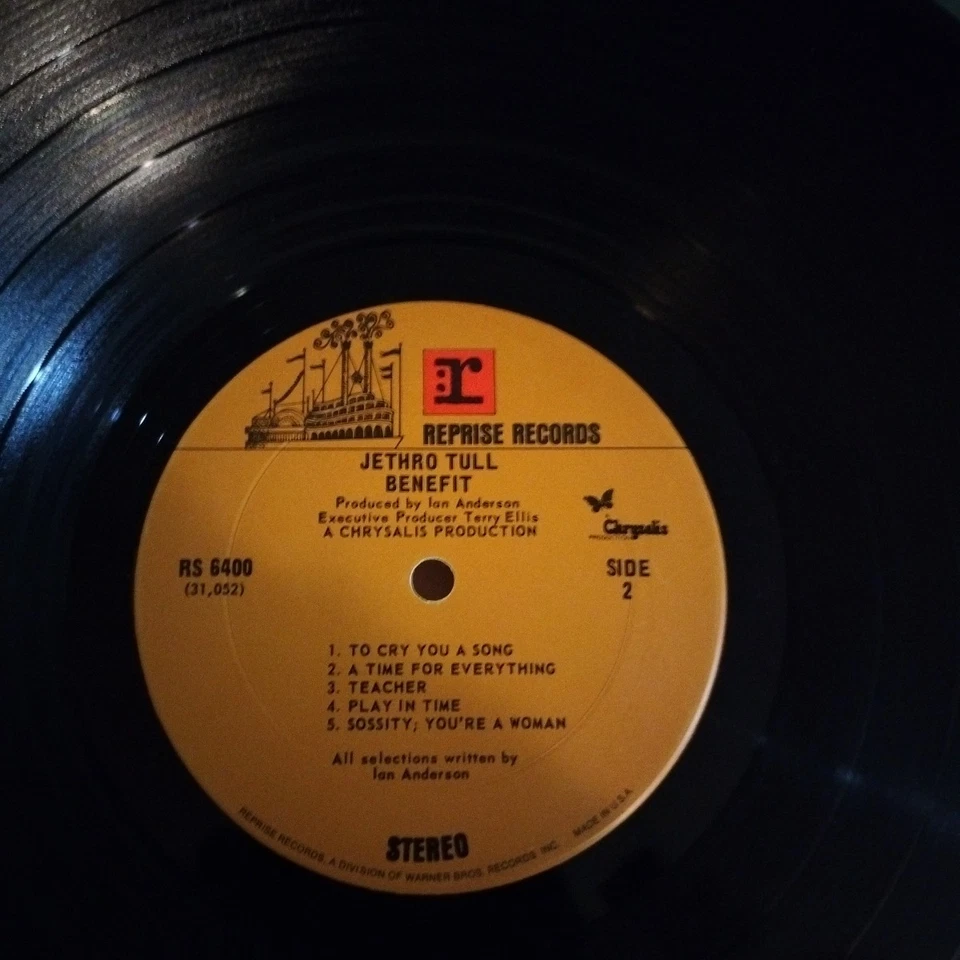 r
REPRISE RECORDS
JETHRO TULL
BENEFIT
Produced by Ian Anderson
Executive Producer Terry Ellis
A CHRYSALIS PRODUCTION
A
Chrysalis
PRODUCTION
RS 6400
(31,052)
SIDE
2
1. TO CRY YOU A SONG
2. A TIME FOR EVERYTHING
3. TEACHER
4. PLAY IN TIME
5. SOSSITY; YOU'RE A WOMAN
All selections written by
Ian Anderson
STEREO
REPRISE RECORDS, A DIVISION OF WARNER BROS. RECORDS, INC. MADE IN U.S.A.